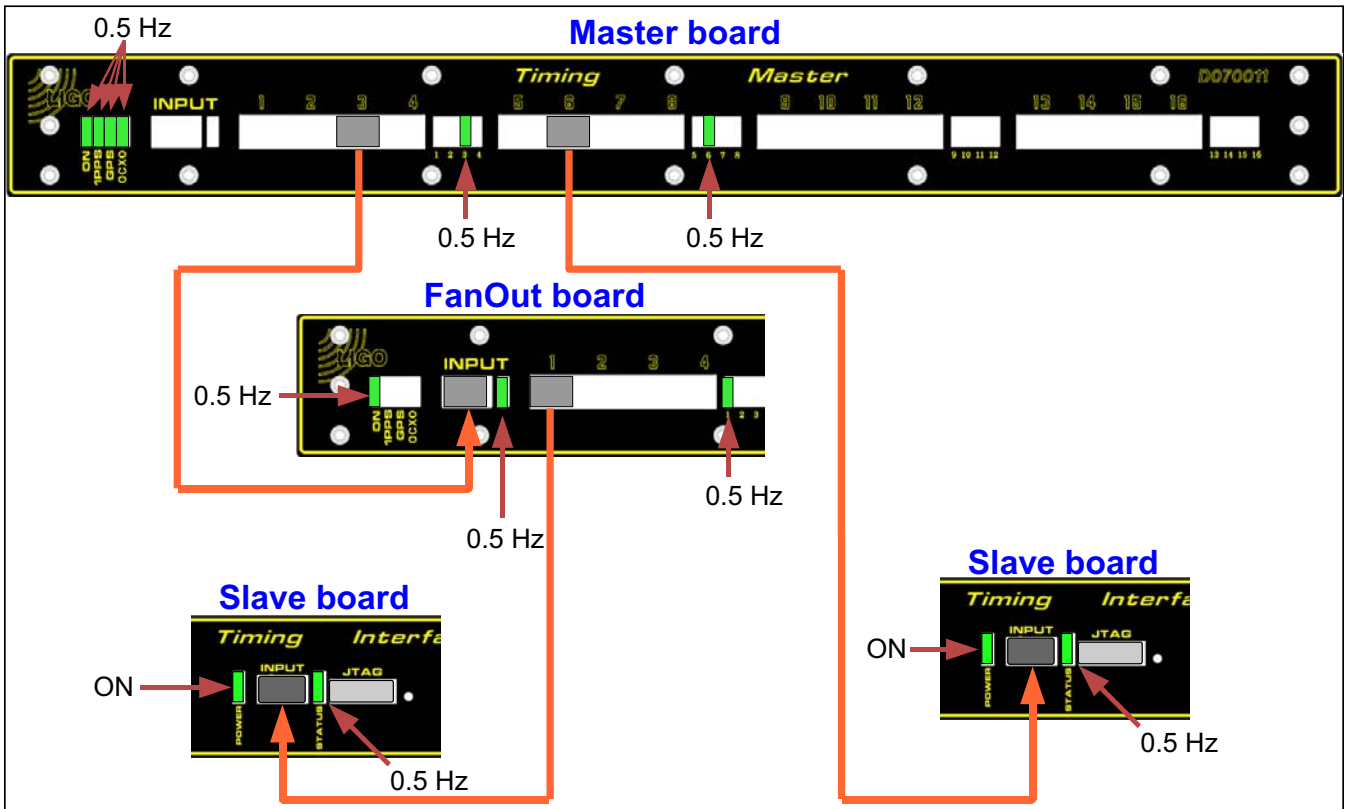 0.5 Hz
Master board
Timing Master
D070011
LIGO
INPUT
1 2 3 4
5 6 7 8
9 10 11 12
13 14 15 16
ON
1PPS
GPS
OCXO
1 2 3 4
5 6 7 8
9 10 11 12
13 14 15 16
0.5 Hz
0.5 Hz
FanOut board
LIGO
INPUT
1 2 3 4
0.5 Hz
ON
1PPS
GPS
OCXO
1 2 3
0.5 Hz
0.5 Hz
Slave board
Timing Interfa
INPUT
JTAG
ON
POWER
STATUS
0.5 Hz
Slave board
Timing Interfa
INPUT
JTAG
ON
POWER
STATUS
0.5 Hz